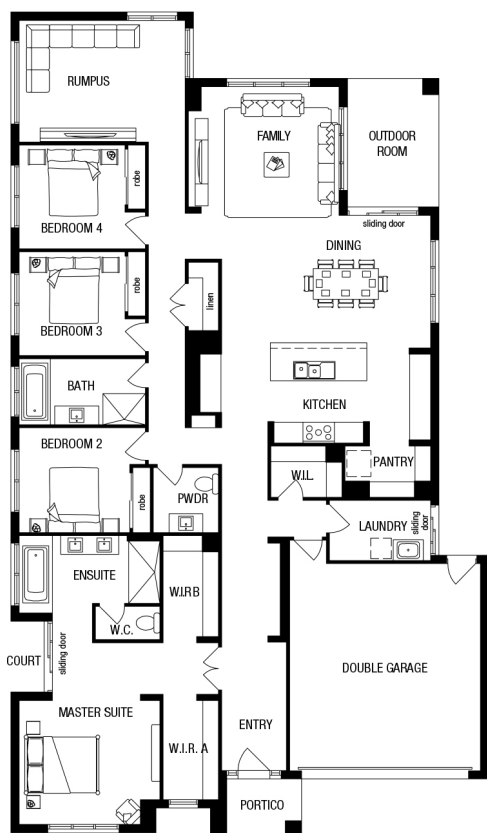 RUMPUS
FAMILY
OUTDOOR
ROOM
robe
BEDROOM 4
sliding door
DINING
robe
linen
BEDROOM 3
BATH
KITCHEN
BEDROOM 2
W.I.L.
PANTRY
robe
PWDR
LAUNDRY
sliding
door
ENSUITE
W.I.R B
W.C.
COURT
sliding door
DOUBLE GARAGE
MASTER SUITE
W.I.R. A
ENTRY
PORTICO